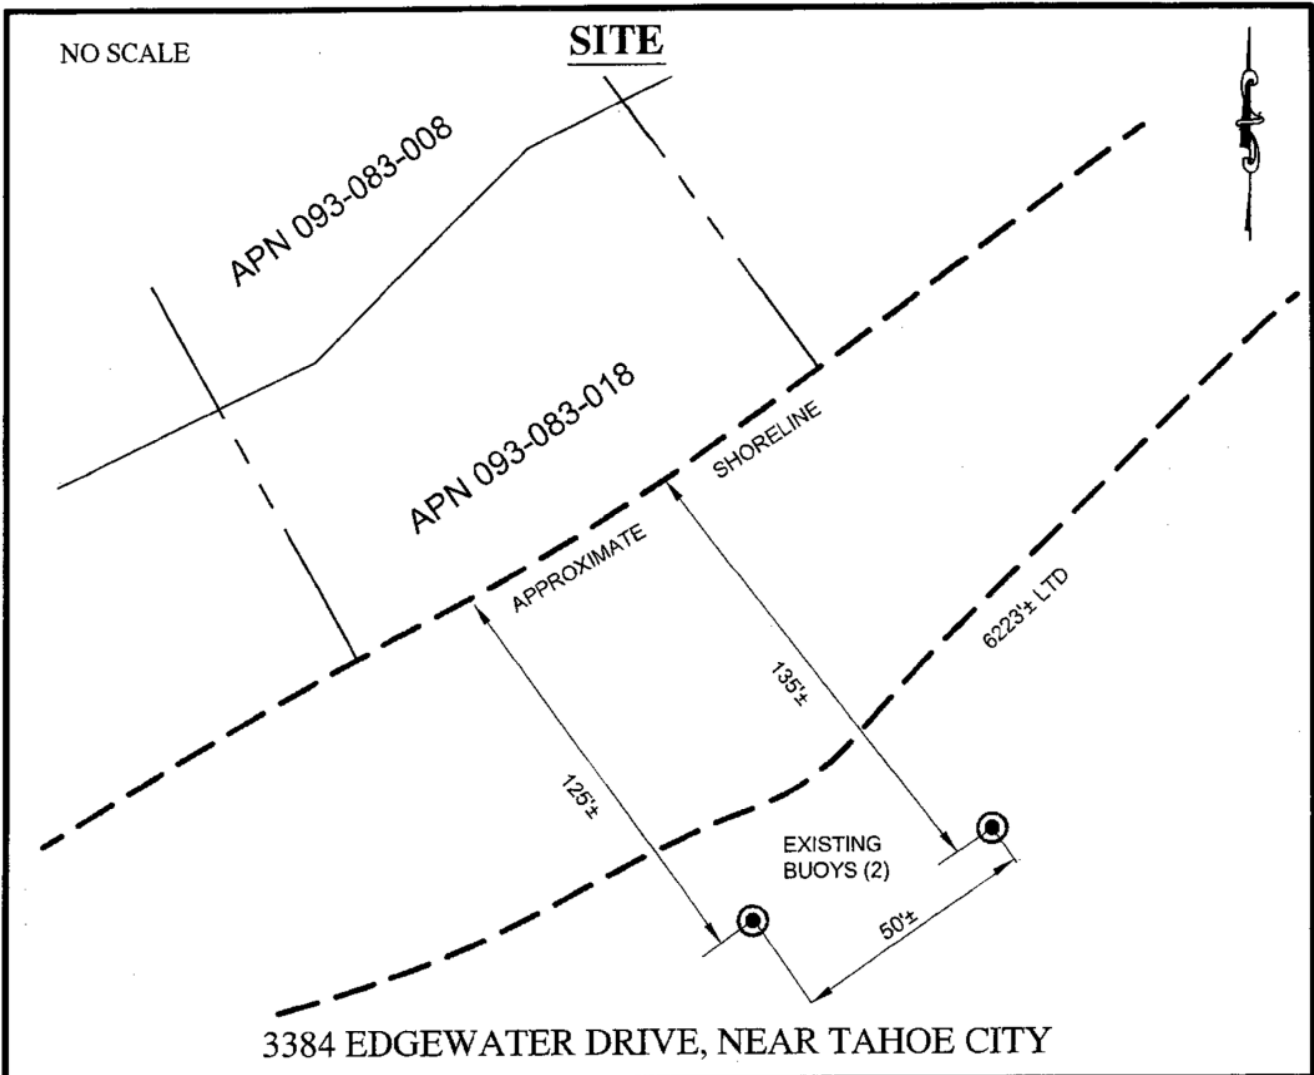 NO SCALE
SITE
APN 093-083-008
APN 093-083-018
SHORELINE
APPROXIMATE
6223'± LTD
135'±
125'±
EXISTING
BUOYS (2)
50'±
3384 EDGEWATER DRIVE, NEAR TAHOE CITY